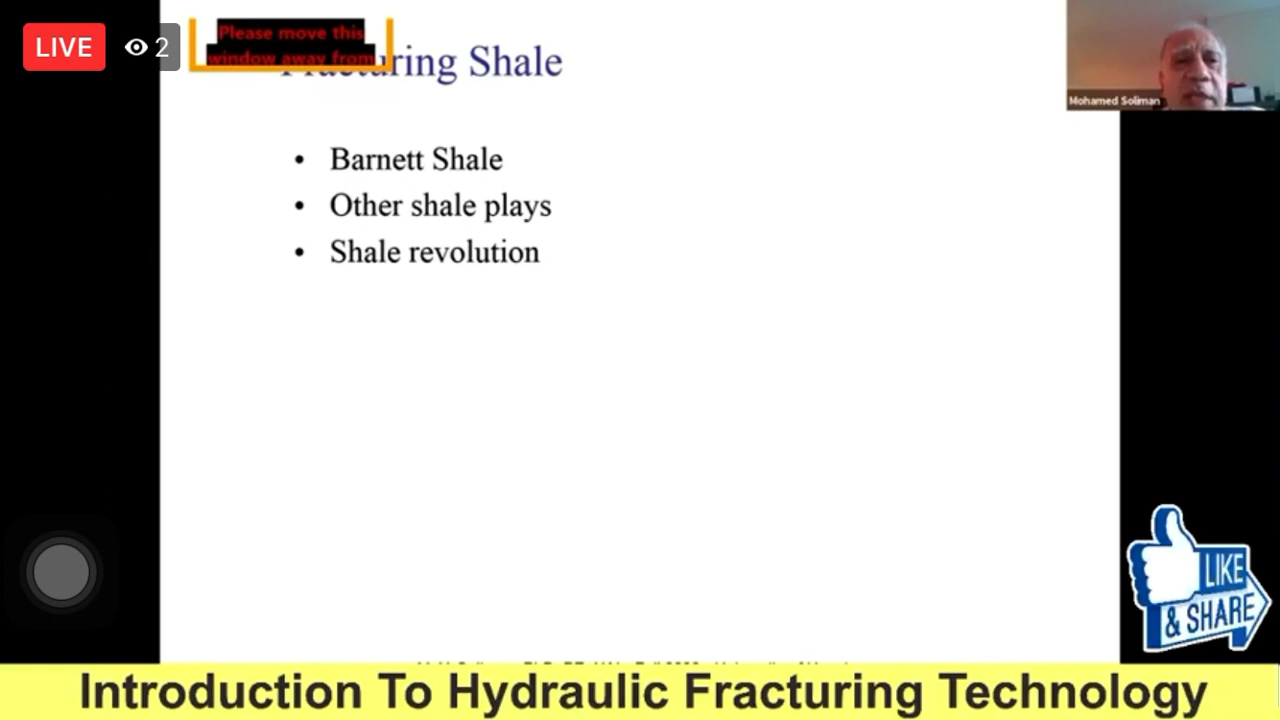 LIVE 2
Please move this
window away from
Fracturing Shale
Mohamed Soliman
• Barnett Shale
• Other shale plays
• Shale revolution
LIKE
& SHARE
Introduction To Hydraulic Fracturing Technology